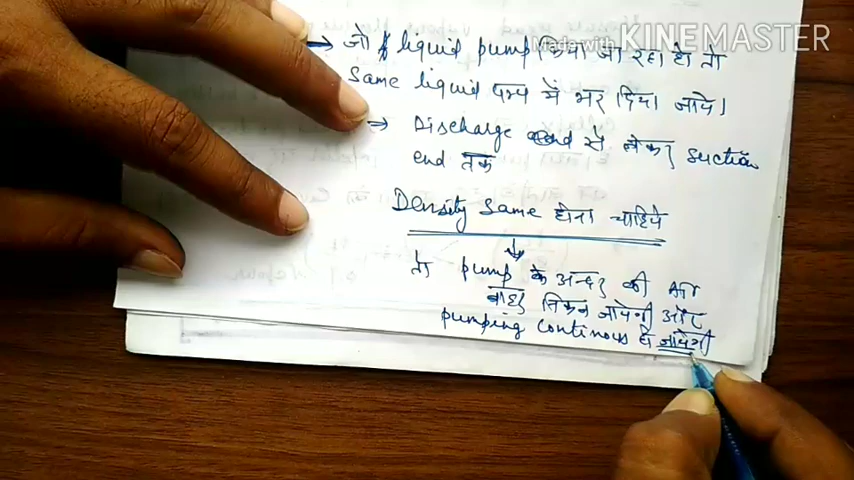 Made with KINEMASTER
→ जो liquid pump किया जा रहा हो तो
Same liquid पम्प में भर दिया जाये।
→ Discharge end से लेकर suction
end तक
Density same होना चाहिये
↓
तो pump के अन्दर की
बाहर निकल जायेगी और
pumping continous हो जायेगी